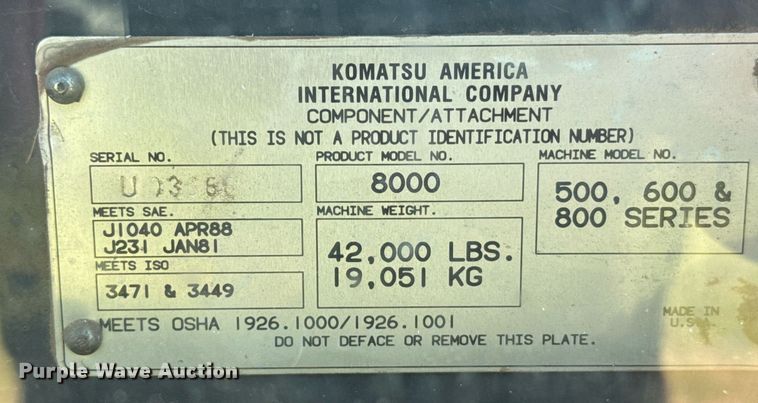 KOMATSU AMERICA
INTERNATIONAL COMPANY
COMPONENT/ATTACHMENT
(THIS IS NOT A PRODUCT IDENTIFICATION NUMBER)
SERIAL NO.
PRODUCT MODEL NO.
8000
MACHINE MODEL NO.
500, 600 &
800 SERIES
MEETS SAE.
J1040 APR88
J231 JAN81
MACHINE WEIGHT.
42,000 LBS.
19,051 KG
MEETS ISO
3471 & 3449
MEETS OSHA 1926.1000/1926.1001
MADE IN
U.S.A.
DO NOT DEFACE OR REMOVE THIS PLATE.
Purple Wave Auction